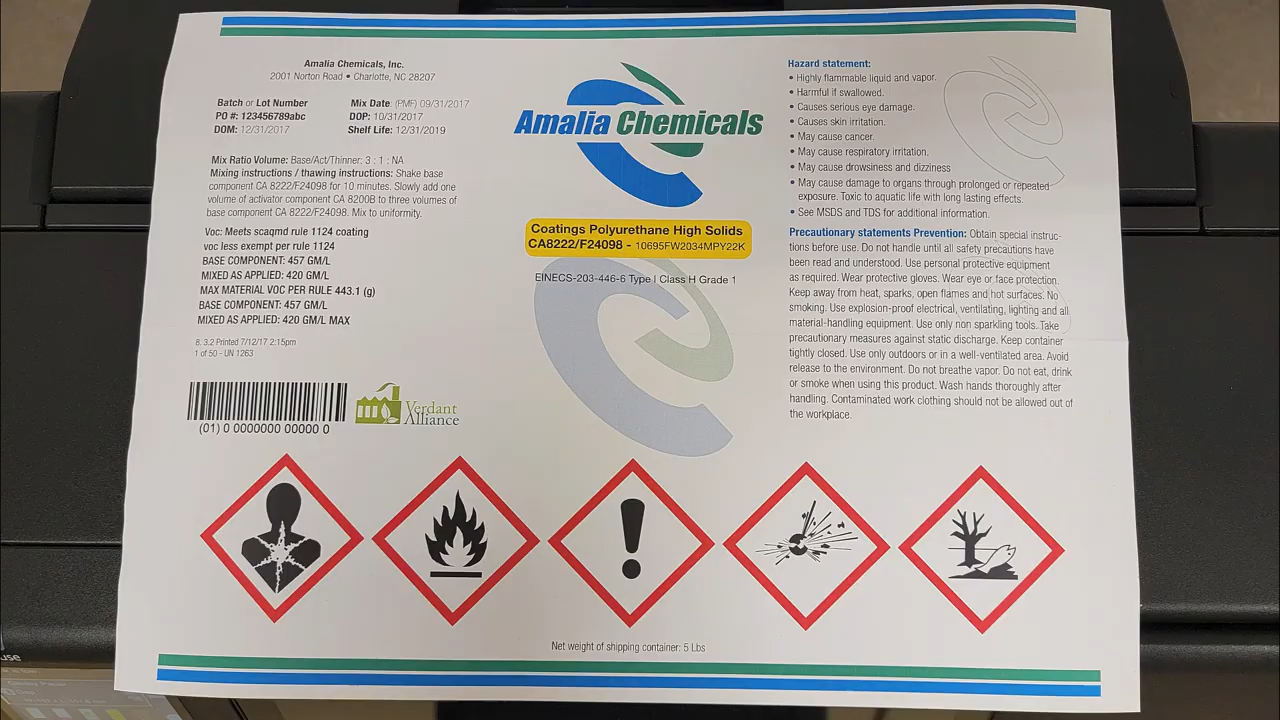 Amalia Chemicals, Inc.
2001 Norton Road • Charlotte, NC 28207
Batch or Lot Number
PO #: 123456789abc
DOM: 12/31/2017
Mix Date: (PMF) 09/31/2017
DOP: 10/31/2017
Shelf Life: 12/31/2019
Mix Ratio Volume: Base/Act/Thinner: 3 : 1 : NA
Mixing instructions / thawing instructions: Shake base
component CA 8222/F24098 for 10 minutes. Slowly add one
volume of activator component CA 8200B to three volumes of
base component CA 8222/F24098. Mix to uniformity.
Voc: Meets scaqmd rule 1124 coating
voc less exempt per rule 1124
BASE COMPONENT: 457 GM/L
MIXED AS APPLIED: 420 GM/L
MAX MATERIAL VOC PER RULE 443.1 (g)
BASE COMPONENT: 457 GM/L
MIXED AS APPLIED: 420 GM/L MAX
8. 3.2 Printed 7/12/17 2:15pm
1 of 50 - UN 1263
(01) 0 0000000 00000 0
Verdant
Alliance
Amalia Chemicals
Coatings Polyurethane High Solids
CA8222/F24098 - 10695FW2034MPY22K
EINECS-203-446-6 Type I Class H Grade 1
Hazard statement:
• Highly flammable liquid and vapor.
• Harmful if swallowed.
• Causes serious eye damage.
• Causes skin irritation.
• May cause cancer.
• May cause respiratory irritation.
• May cause drowsiness and dizziness
• May cause damage to organs through prolonged or repeated
exposure. Toxic to aquatic life with long lasting effects.
• See MSDS and TDS for additional information.
Precautionary statements Prevention: Obtain special instruc-
tions before use. Do not handle until all safety precautions have
been read and understood. Use personal protective equipment
as required. Wear protective gloves. Wear eye or face protection.
Keep away from heat, sparks, open flames and hot surfaces. No
smoking. Use explosion-proof electrical, ventilating, lighting and all
material-handling equipment. Use only non sparkling tools. Take
precautionary measures against static discharge. Keep container
tightly closed. Use only outdoors or in a well-ventilated area. Avoid
release to the environment. Do not breathe vapor. Do not eat, drink
or smoke when using this product. Wash hands thoroughly after
handling. Contaminated work clothing should not be allowed out of
the workplace.
Net weight of shipping container: 5 Lbs